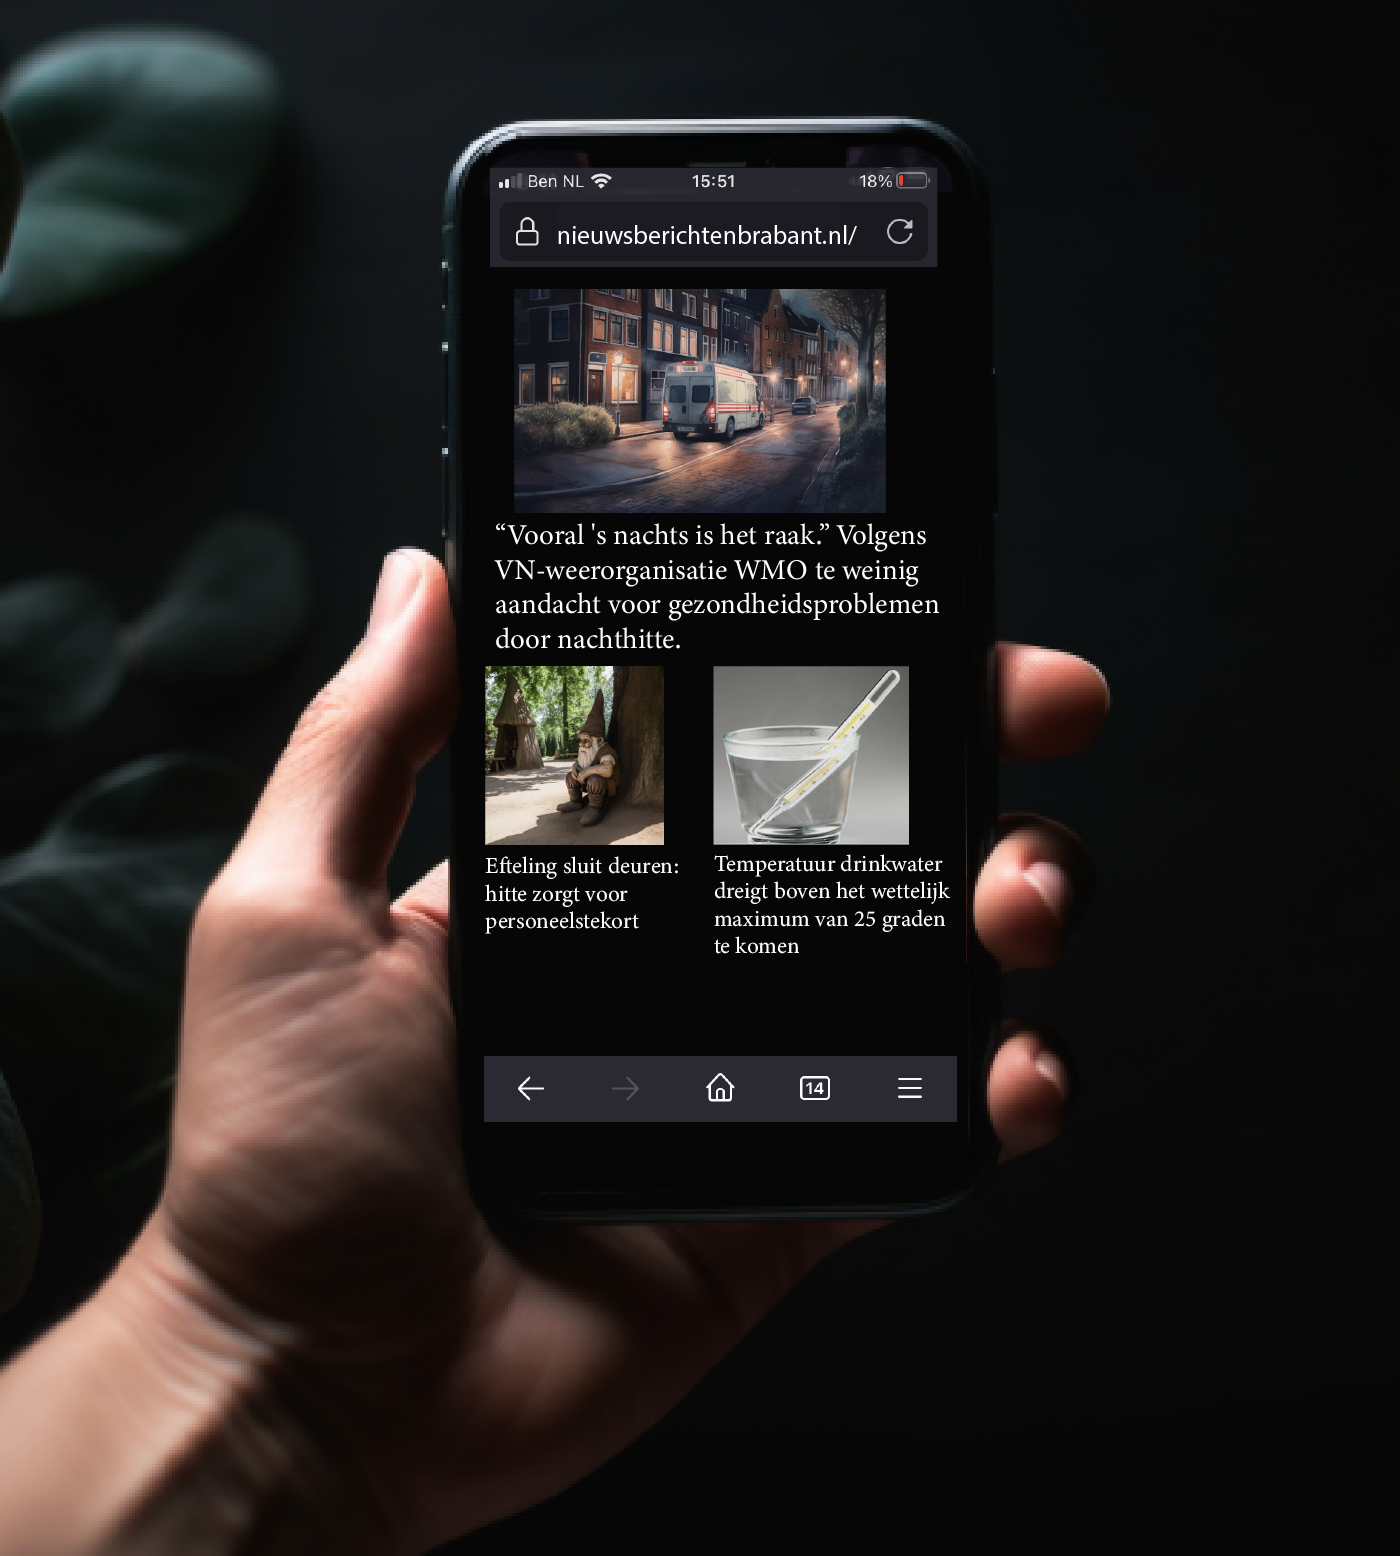 Ben NL 15:51 18%
nieuwsberichtenbrabant.nl/
“Vooral 's nachts is het raak.” Volgens
VN-weerorganisatie WMO te weinig
aandacht voor gezondheidsproblemen
door nachthitte.
Efteling sluit deuren:
hitte zorgt voor
personeelstekort
Temperatuur drinkwater
dreigt boven het wettelijk
maximum van 25 graden
te komen
14